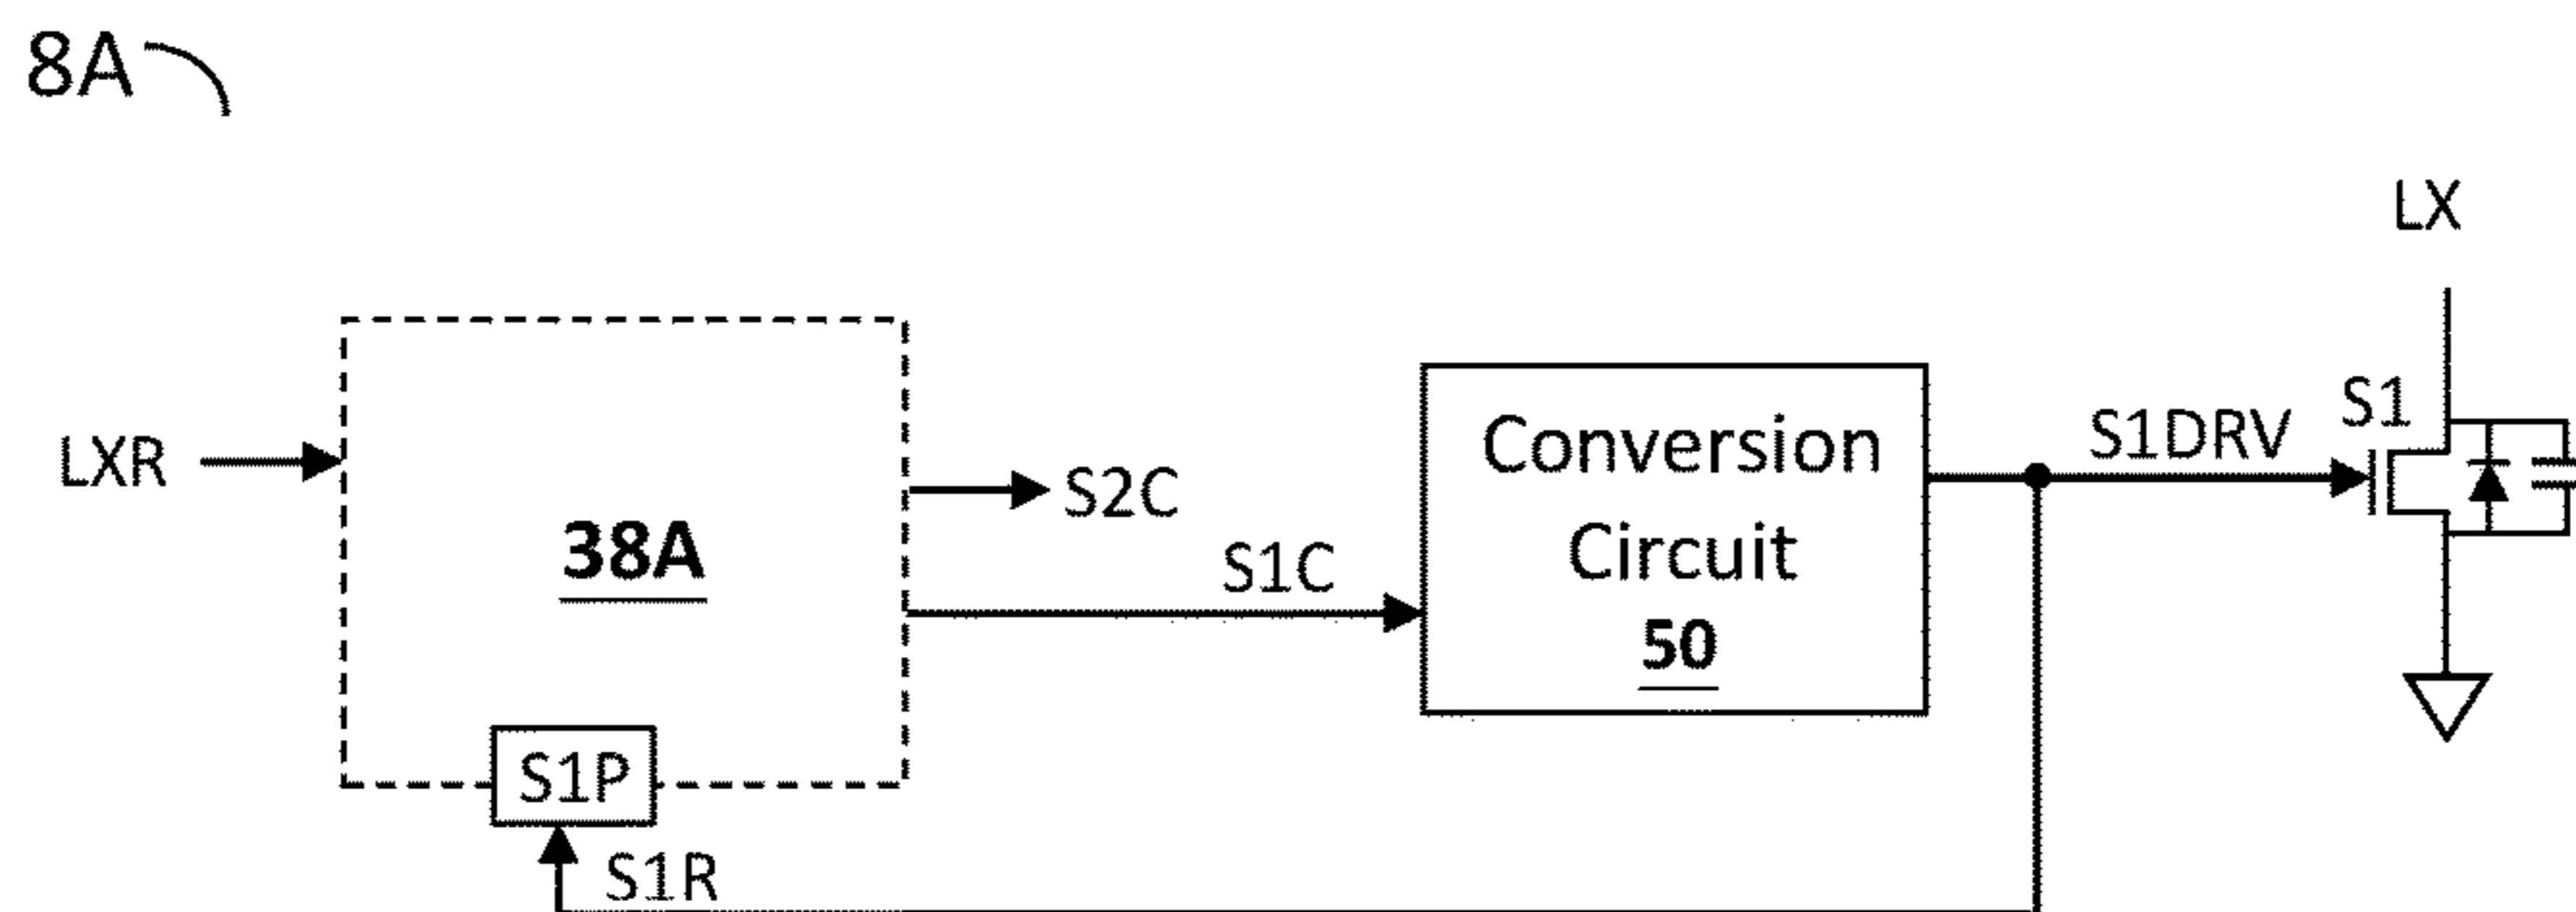 8A
LX
LXR
38A
S2C
S1C
Conversion
Circuit
50
S1DRV
S1
S1P
S1R